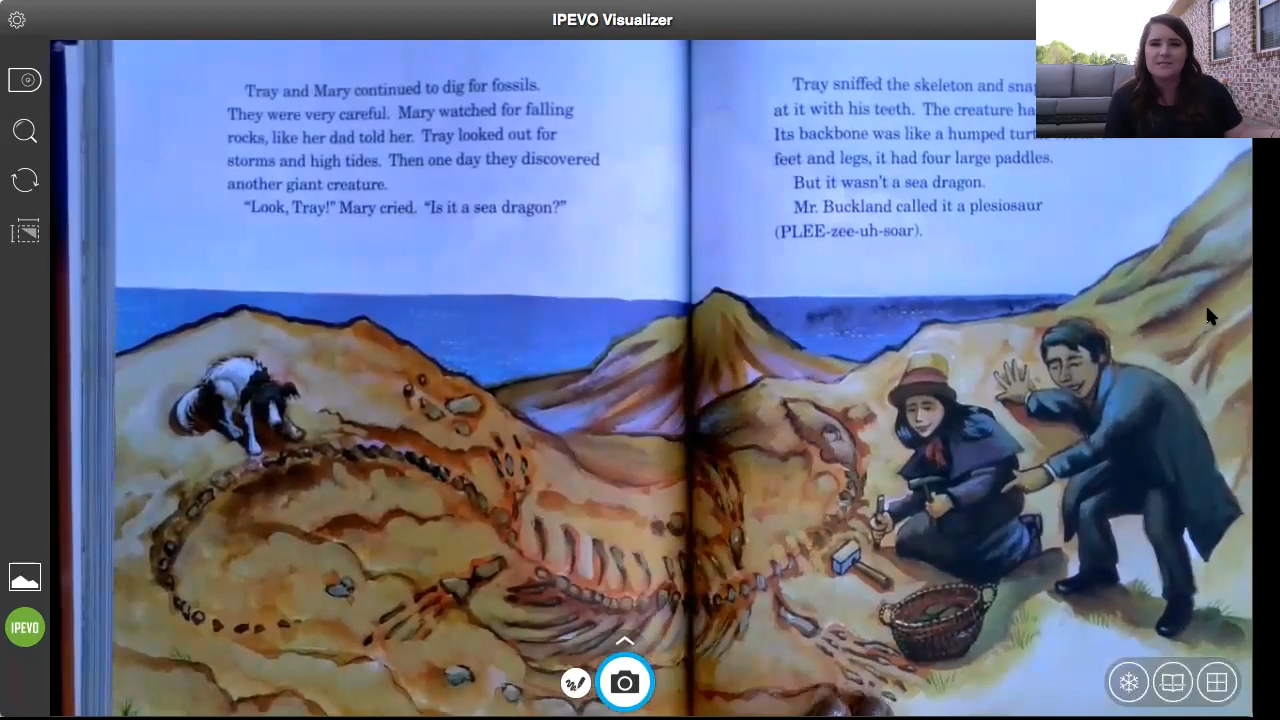 IPEVO Visualizer
Tray and Mary continued to dig for fossils.
They were very careful. Mary watched for falling
rocks, like her dad told her. Tray looked out for
storms and high tides. Then one day they discovered
another giant creature.
"Look, Tray!" Mary cried. "Is it a sea dragon?"
Tray sniffed the skeleton and
at it with his teeth. The creature
Its backbone was like a humped
feet and legs, it had four large paddles.
But it wasn't a sea dragon.
Mr. Buckland called it a plesiosaur
(PLEE-zee-uh-soar).
IPEVO